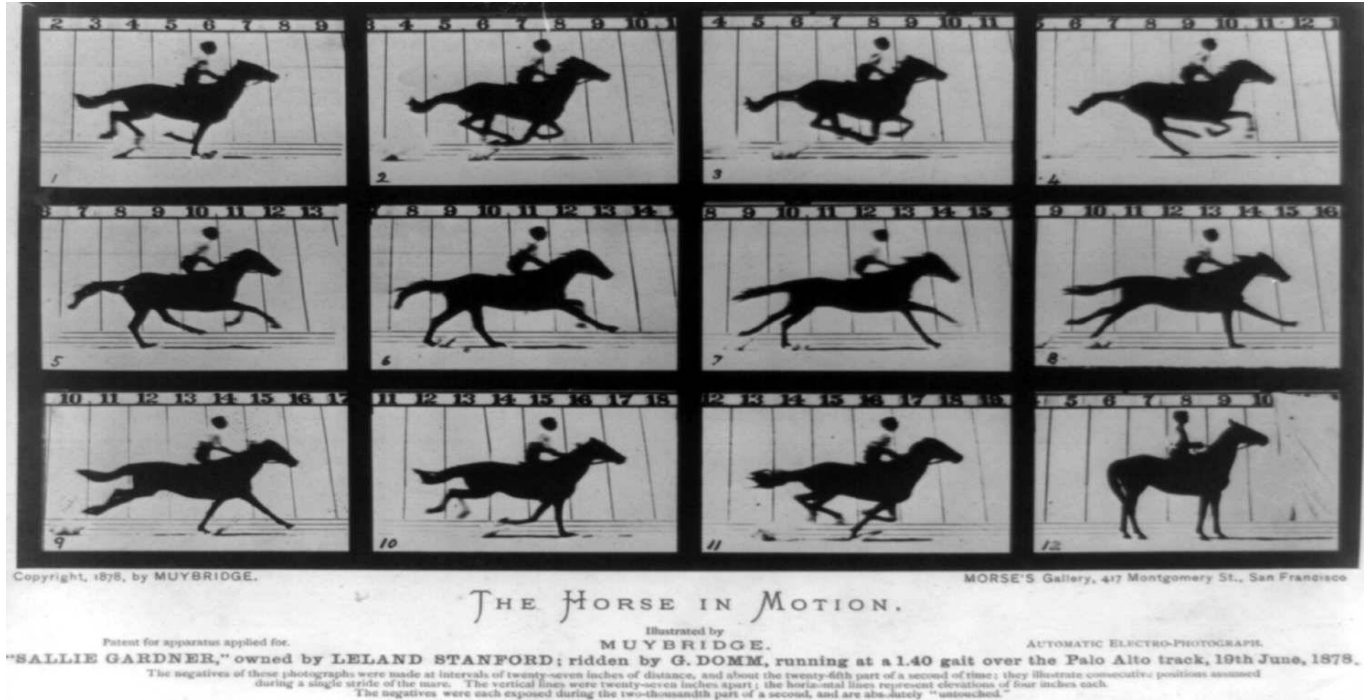 2 3 4 5 6 7 8 9
3 4 5 6 7 8 9 10
4 5 6 7 8 9 10 11
6 7 8 9 10 11 12
1
2
3
4
6 7 8 9 10 11 12 13
7 8 9 10 11 12 13 14
8 9 10 11 12 13 14 15
9 10 11 12 13 14 15 16
5
6
7
8
10 11 12 13 14 15 16 17
11 12 13 14 15 16 17 18
12 13 14 15 16 17 18 19
5 6 7 8 9 10
9
10
11
12
Copyright, 1878, by MUYBRIDGE.
MORSE'S Gallery, 417 Montgomery St., San Francisco
THE HORSE IN MOTION.
Illustrated by
Patent for apparatus applied for.
MUYBRIDGE.
AUTOMATIC ELECTRO-PHOTOGRAPH.
"SALLIE GARDNER," owned by LELAND STANFORD; ridden by G. DOMM, running at a 1.40 gait over the Palo Alto track, 19th June, 1878.
The negatives of these photographs were made at intervals of twenty-seven inches of distance, and about the twenty-fifth part of a second of time; they illustrate consecutive positions assumed
during a single stride of the mare. The vertical lines were twenty-seven inches apart; the horizontal lines represent elevations of four inches each.
The negatives were each exposed during the two-thousandth part of a second, and are absolutely "untouched."